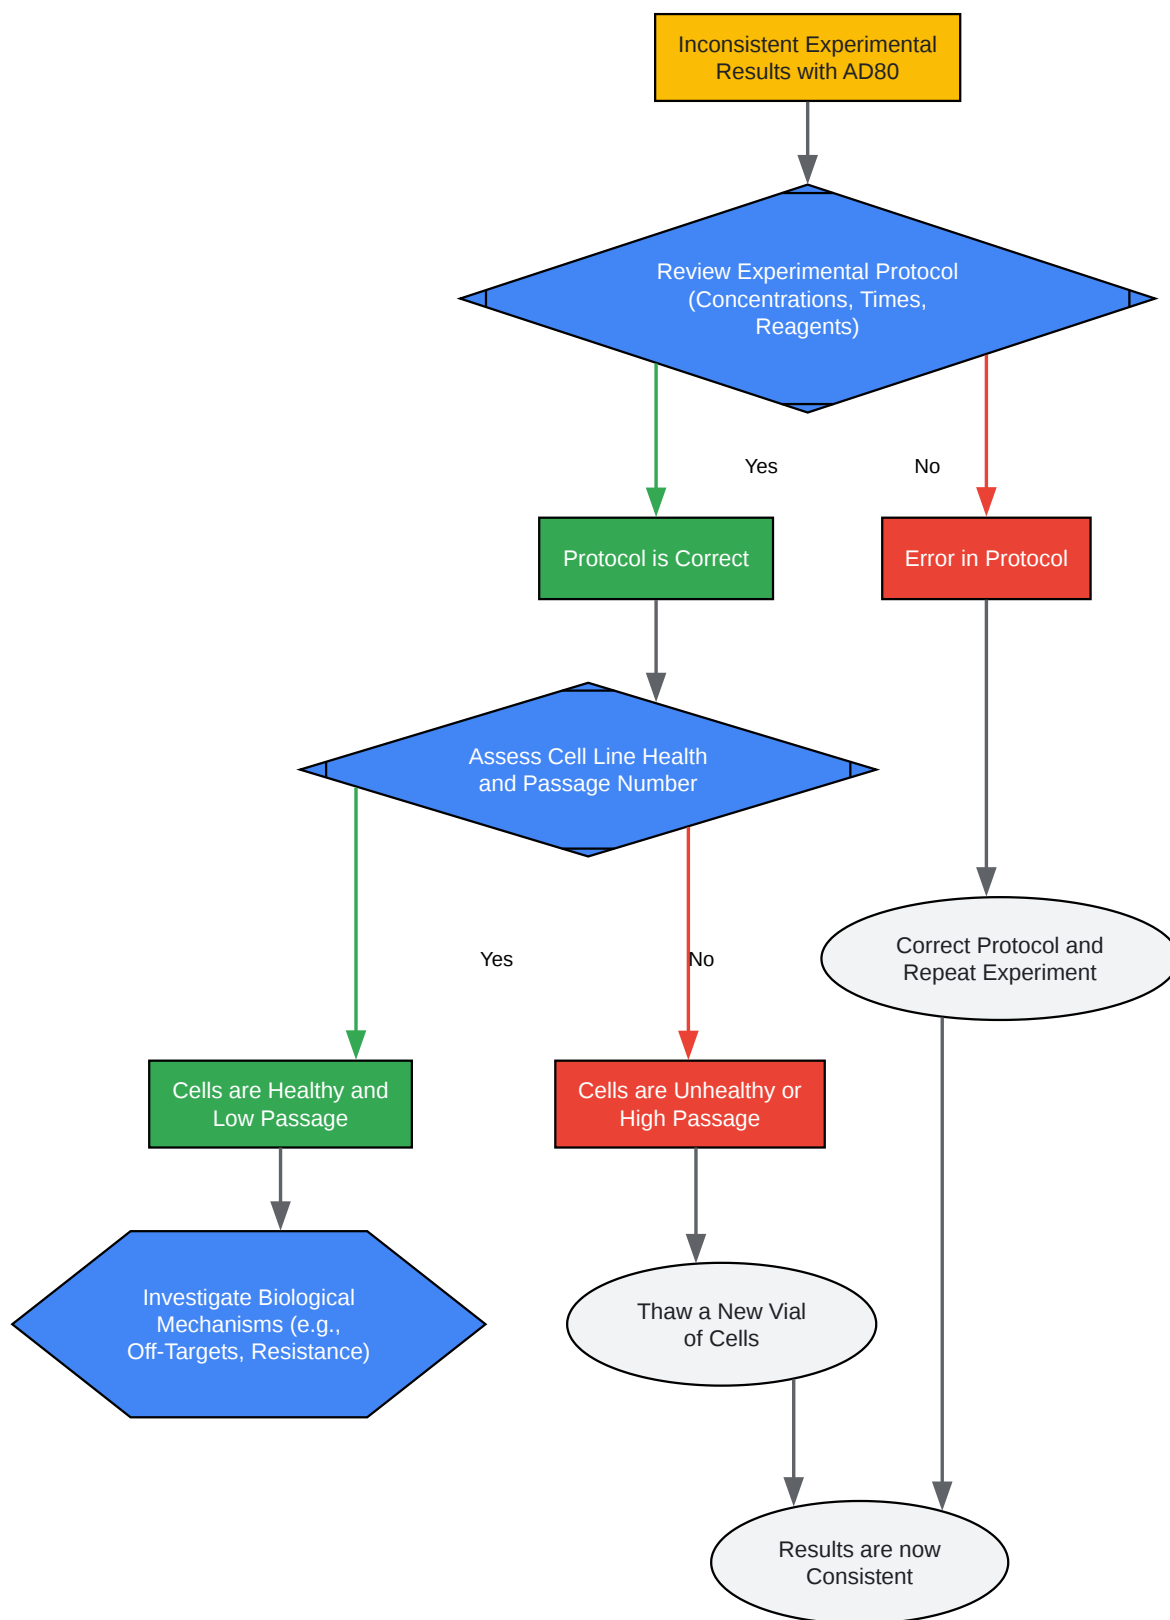 Inconsistent Experimental
Results with AD80
Review Experimental Protocol
(Concentrations, Times,
Reagents)
Yes
No
Protocol is Correct
Error in Protocol
Assess Cell Line Health
and Passage Number
Correct Protocol and
Repeat Experiment
Yes
No
Cells are Healthy and
Low Passage
Cells are Unhealthy or
High Passage
Investigate Biological
Mechanisms (e.g.,
Off-Targets, Resistance)
Thaw a New Vial
of Cells
Results are now
Consistent